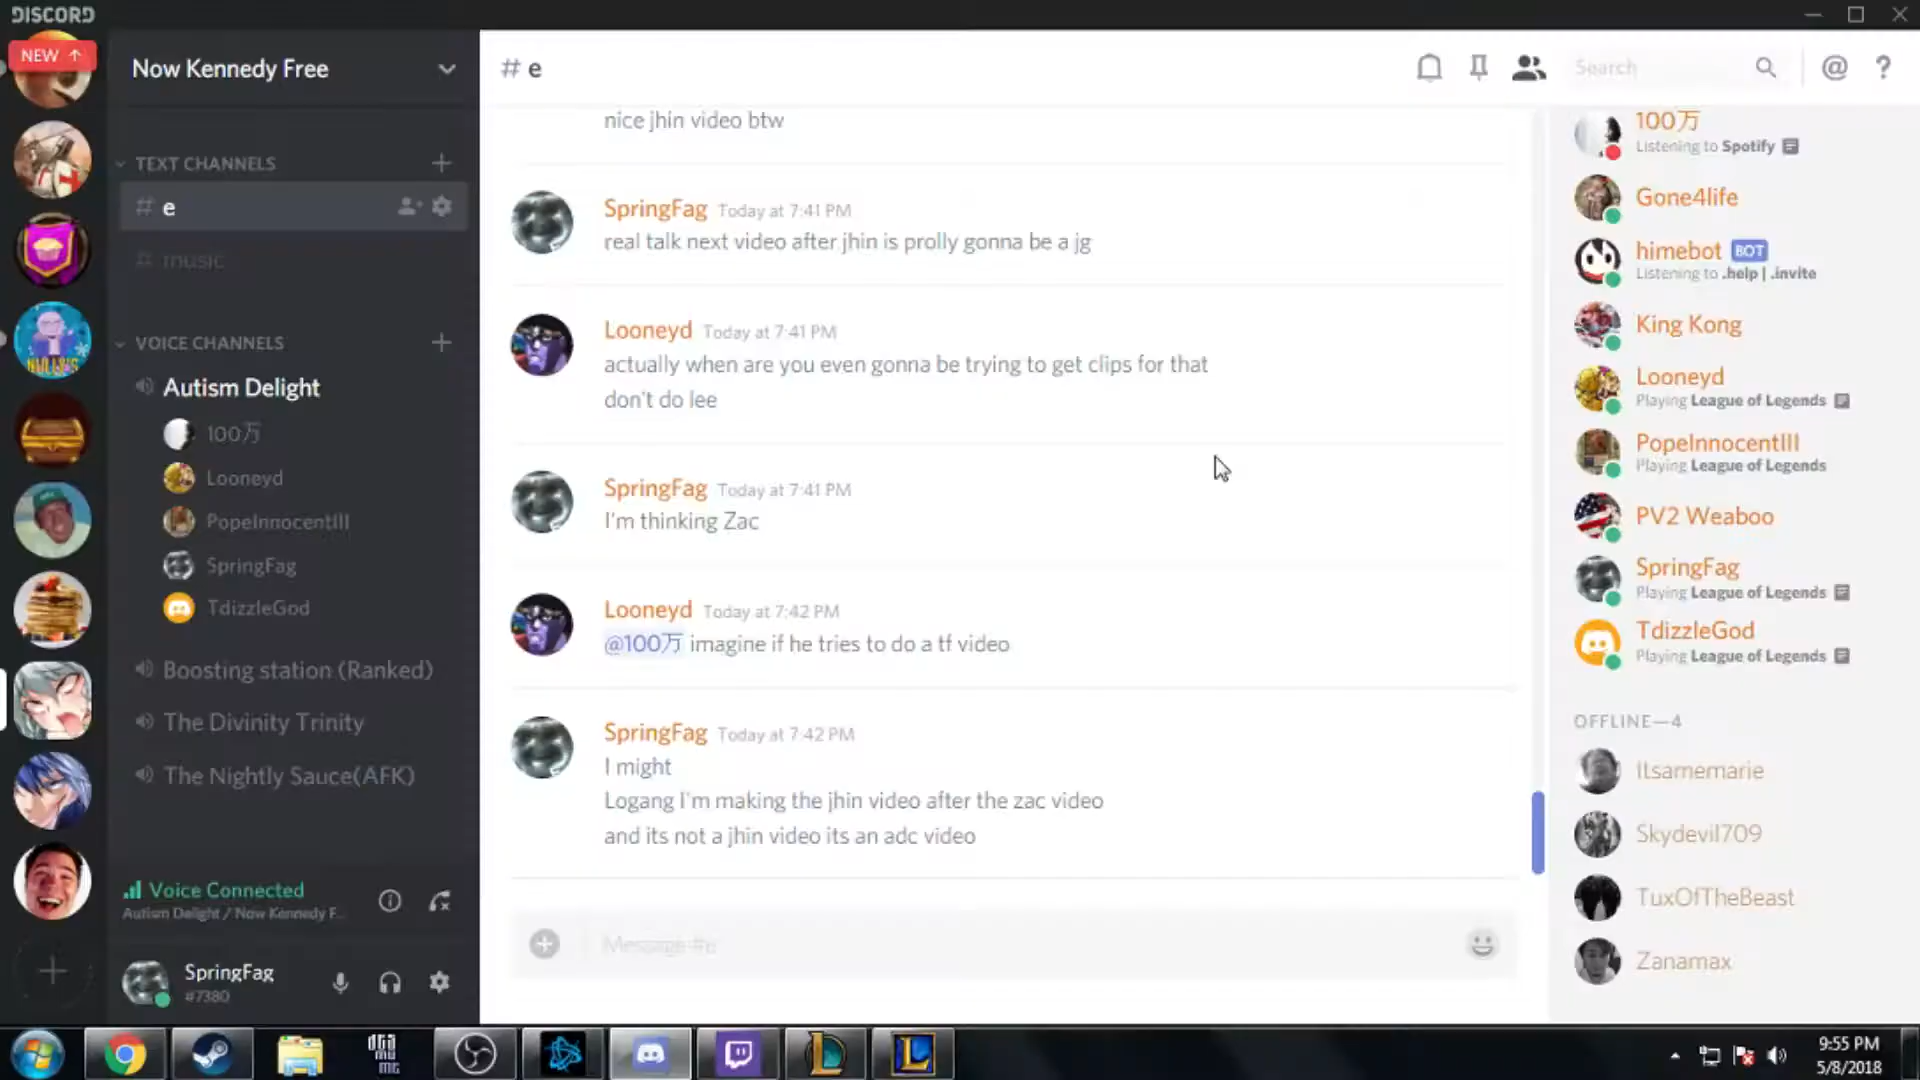 DISCORD
NEW ↑
Now Kennedy Free
# e
Search
@
?
TEXT CHANNELS
# e
# music
VOICE CHANNELS
Autism Delight
100万
Looneyd
PopeInnocentIII
SpringFag
TdizzleGod
Boosting station (Ranked)
The Divinity Trinity
The Nightly Sauce(AFK)
Voice Connected
Autism Delight / Now Kennedy F...
SpringFag
#7380
nice jhin video btw
SpringFag Today at 7:41 PM
real talk next video after jhin is prolly gonna be a jg
Looneyd Today at 7:41 PM
actually when are you even gonna be trying to get clips for that
don't do lee
SpringFag Today at 7:41 PM
I'm thinking Zac
Looneyd Today at 7:42 PM
@100万 imagine if he tries to do a tf video
SpringFag Today at 7:42 PM
I might
Logang I'm making the jhin video after the zac video
and its not a jhin video its an adc video
Message #e
100万
Listening to Spotify
Gone4life
himebot BOT
Listening to .help | .invite
King Kong
Looneyd
Playing League of Legends
PopeInnocentIII
Playing League of Legends
PV2 Weaboo
SpringFag
Playing League of Legends
TdizzleGod
Playing League of Legends
OFFLINE—4
Itsamemarie
Skydevil709
TuxOfTheBeast
Zanamax
9:55 PM
5/8/2018